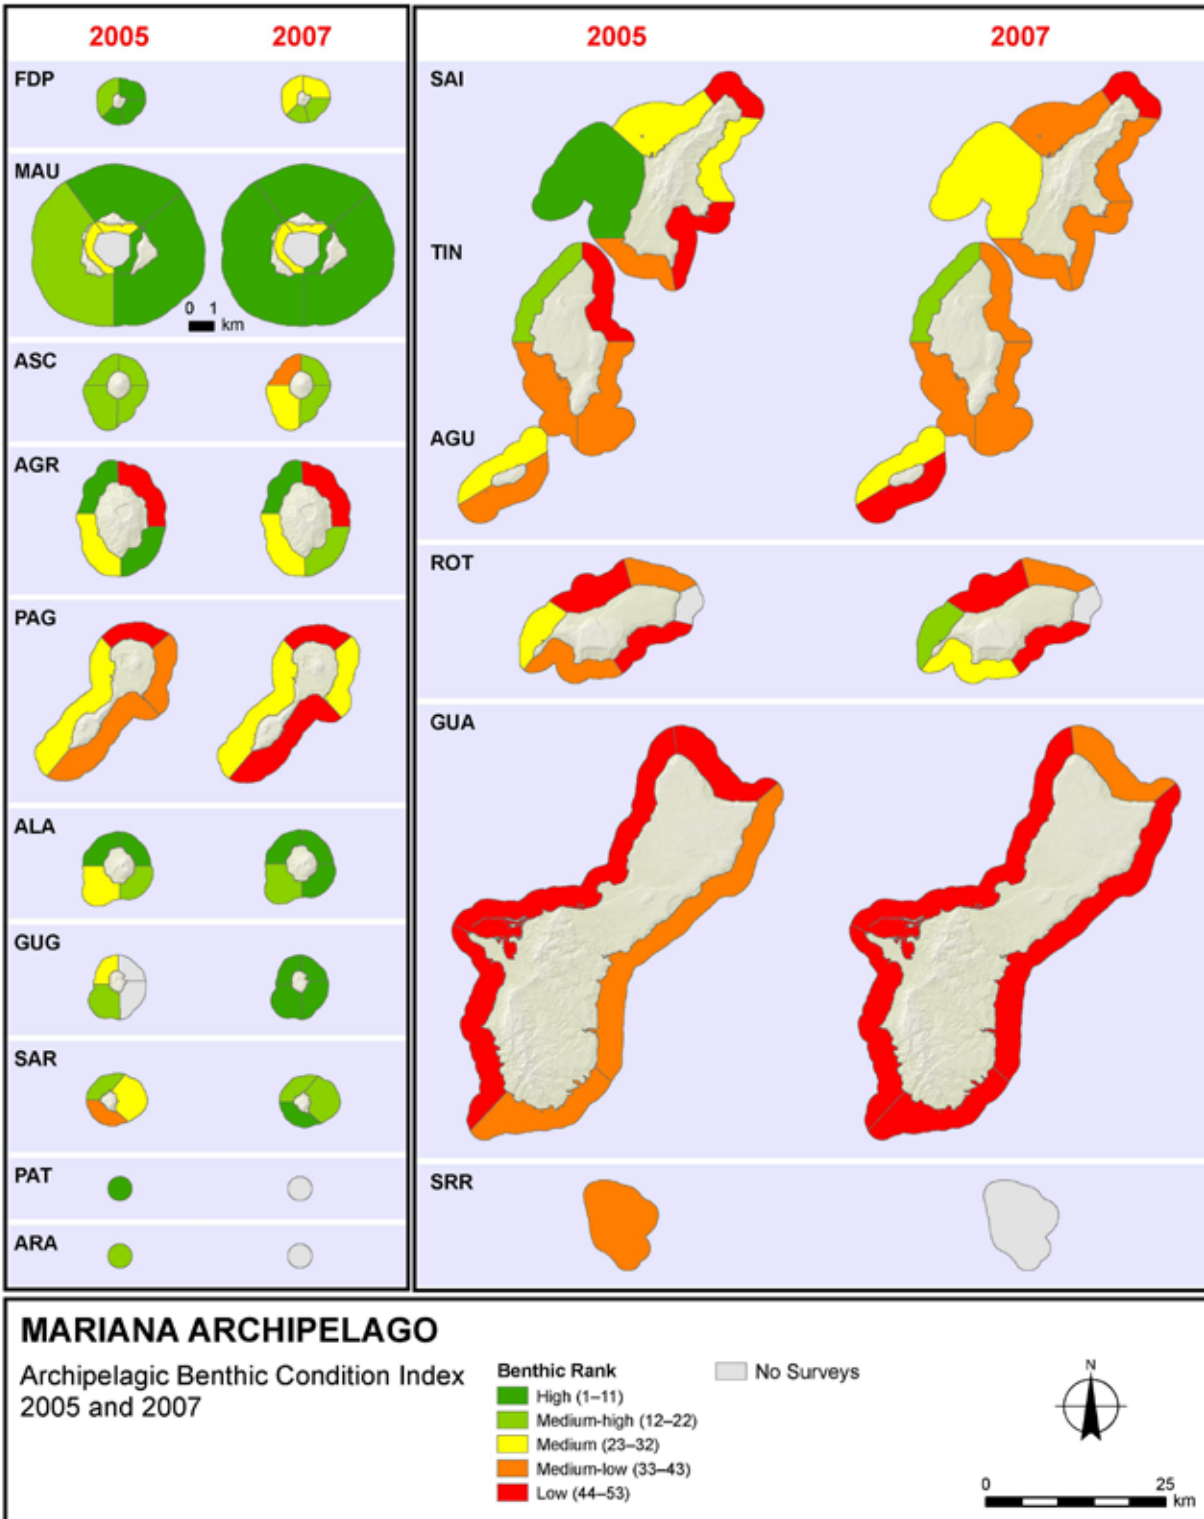 2005 2007
FDP
MAU
0 1
km
ASC
AGR
PAG
ALA
GUG
SAR
PAT
ARA
2005 2007
SAI
TIN
AGU
ROT
GUA
SRR
MARIANA ARCHIPELAGO
Archipelagic Benthic Condition Index
2005 and 2007
Benthic Rank
High (1–11)
Medium-high (12–22)
Medium (23–32)
Medium-low (33–43)
Low (44–53)
No Surveys
N
0 25
km